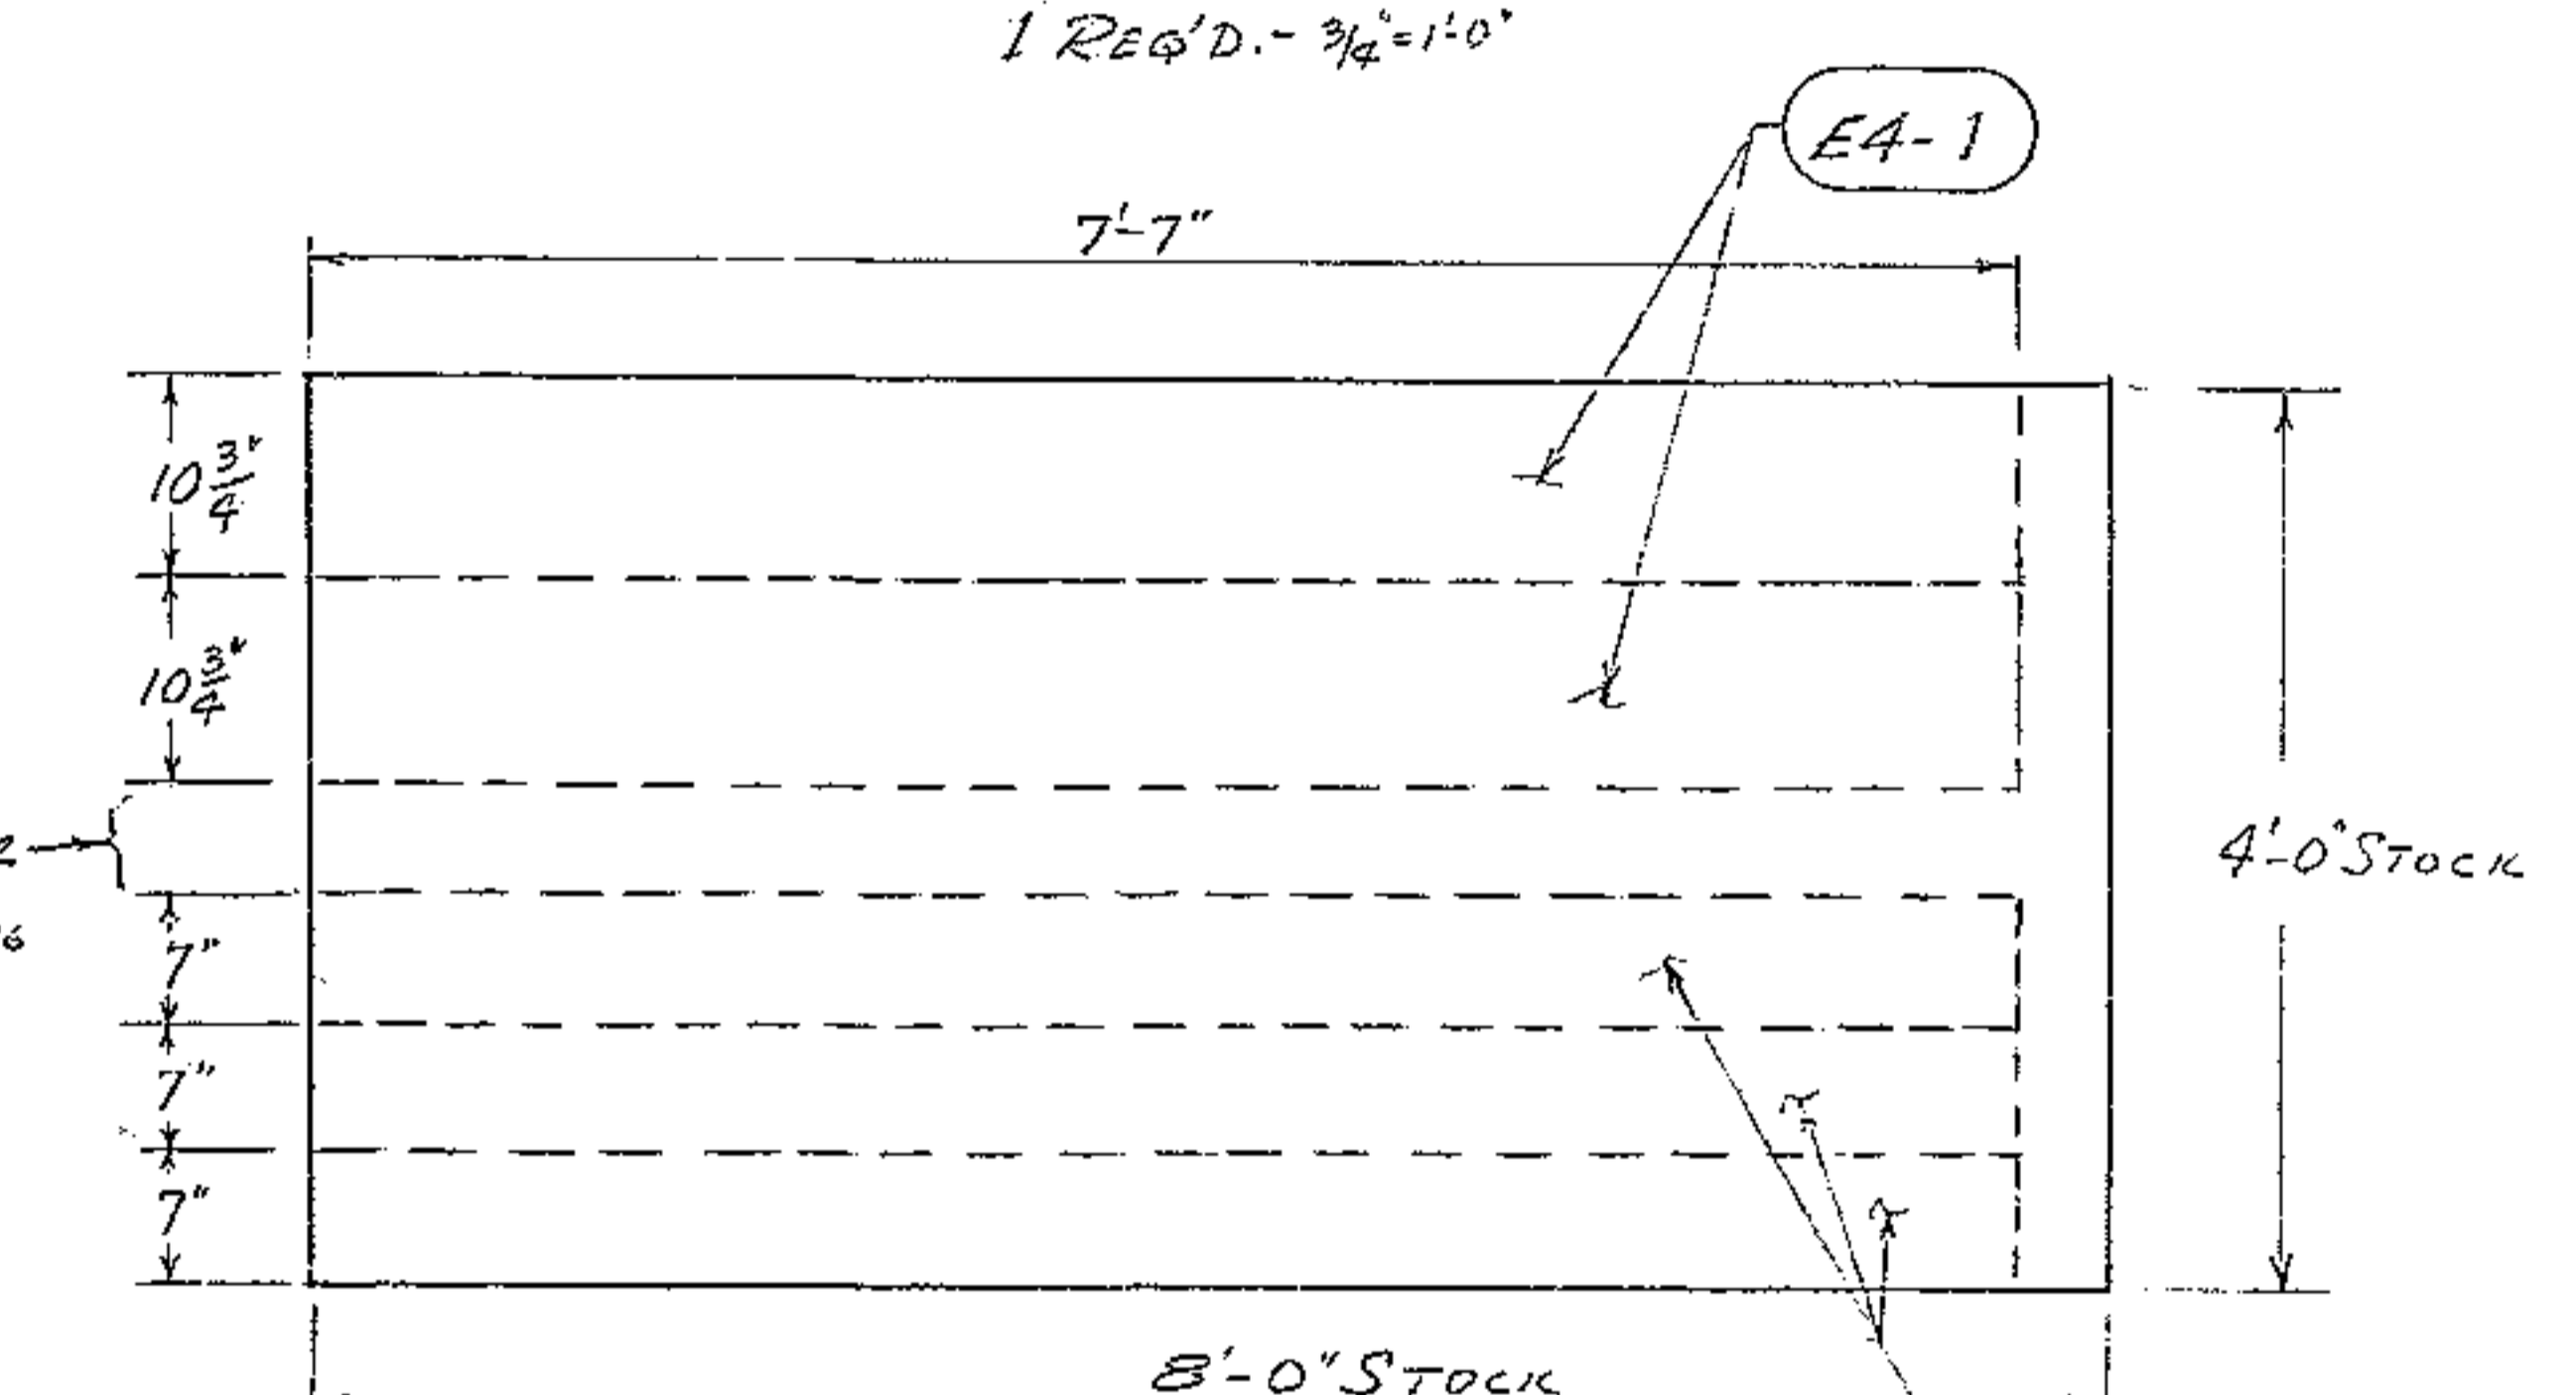 1 REQ'D.- 3/4"=1'-0"
E4-1
7'-7"
10 3/4"
10 3/4"
7"
7"
7"
4'-0" STOCK
8'-0" STOCK